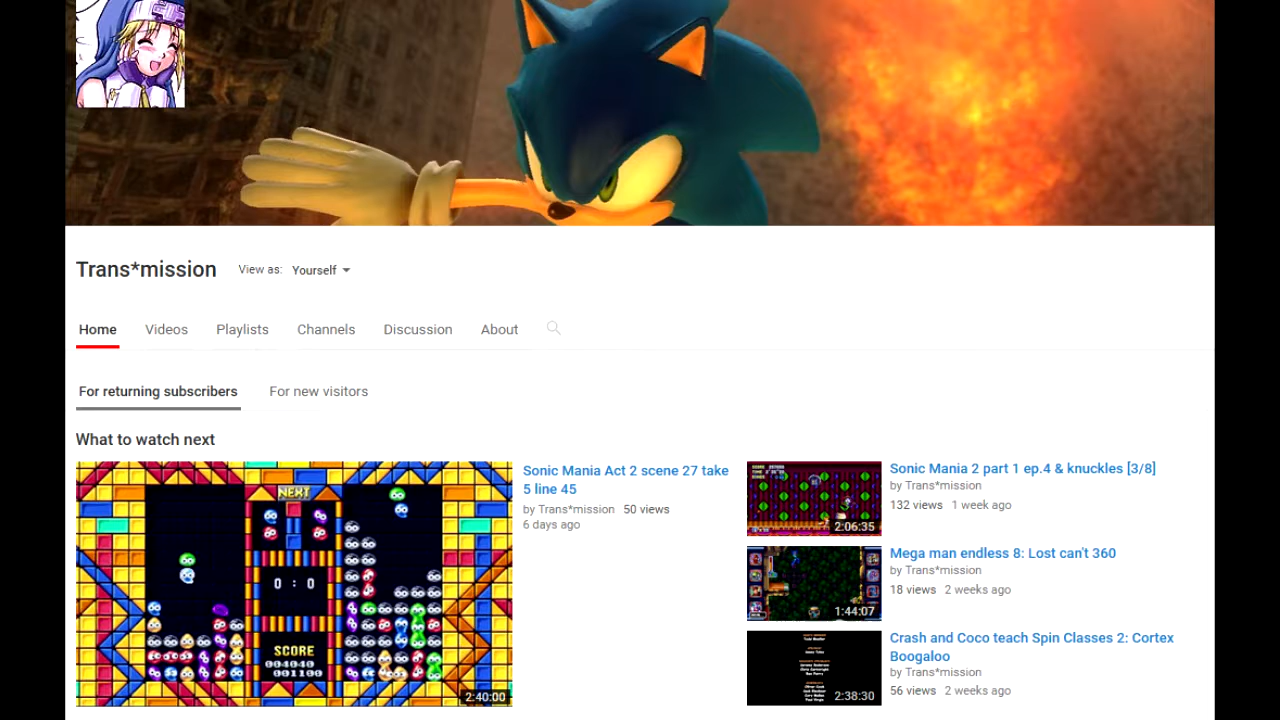 Trans*mission View as: Yourself
Home Videos Playlists Channels Discussion About
For returning subscribers For new visitors
What to watch next
NEXT
0 : 0
SCORE
2:40:00
Sonic Mania Act 2 scene 27 take
5 line 45
by Trans*mission 50 views
6 days ago
2:06:35
Sonic Mania 2 part 1 ep.4 & knuckles [3/8]
by Trans*mission
132 views 1 week ago
1:44:07
Mega man endless 8: Lost can't 360
by Trans*mission
18 views 2 weeks ago
2:38:30
Crash and Coco teach Spin Classes 2: Cortex
Boogaloo
by Trans*mission
56 views 2 weeks ago